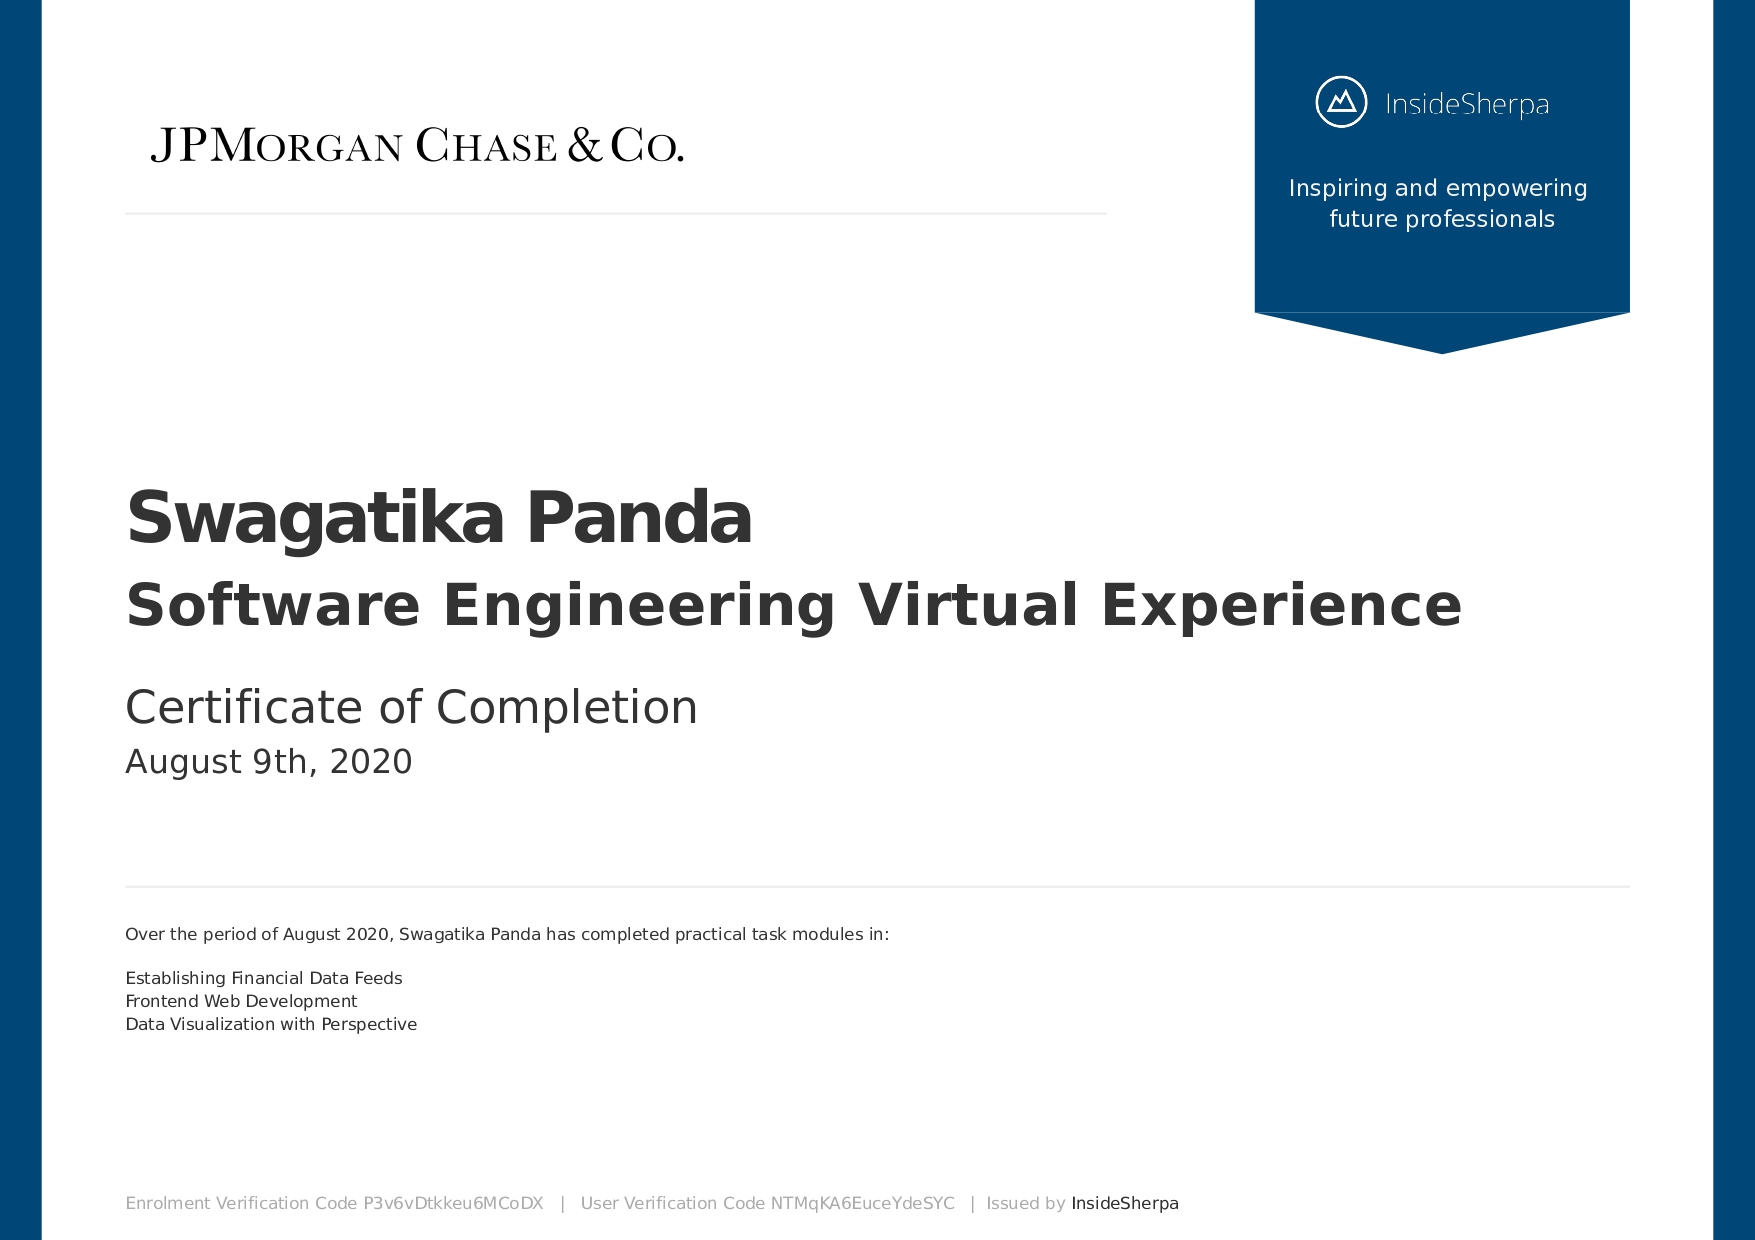 JPMORGAN CHASE & CO.
InsideSherpa
Inspiring and empowering
future professionals
Swagatika Panda
Software Engineering Virtual Experience
Certificate of Completion
August 9th, 2020
Over the period of August 2020, Swagatika Panda has completed practical task modules in:
Establishing Financial Data Feeds
Frontend Web Development
Data Visualization with Perspective
Enrolment Verification Code P3v6vDtkkeu6MCoDX | User Verification Code NTMqKA6EuceYdeSYC | Issued by InsideSherpa